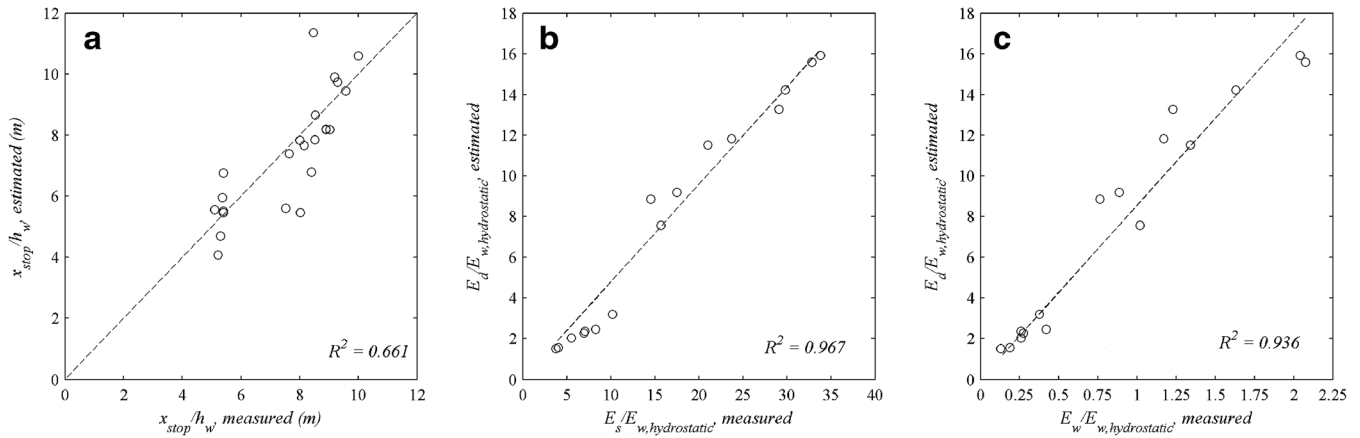 a
12
10
8
6
4
2
0
0 2 4 6 8 10 12
x_stop/h_w, estimated (m)
x_stop/h_w, measured (m)
R² = 0.661
b
18
16
14
12
10
8
6
4
2
0
0 5 10 15 20 25 30 35 40
E_d/E_w,hydrostatic, estimated
E_s/E_w,hydrostatic, measured
R² = 0.967
c
18
16
14
12
10
8
6
4
2
0
0 0.25 0.5 0.75 1 1.25 1.5 1.75 2 2.25
E_d/E_w,hydrostatic, estimated
E_w/E_w,hydrostatic, measured
R² = 0.936